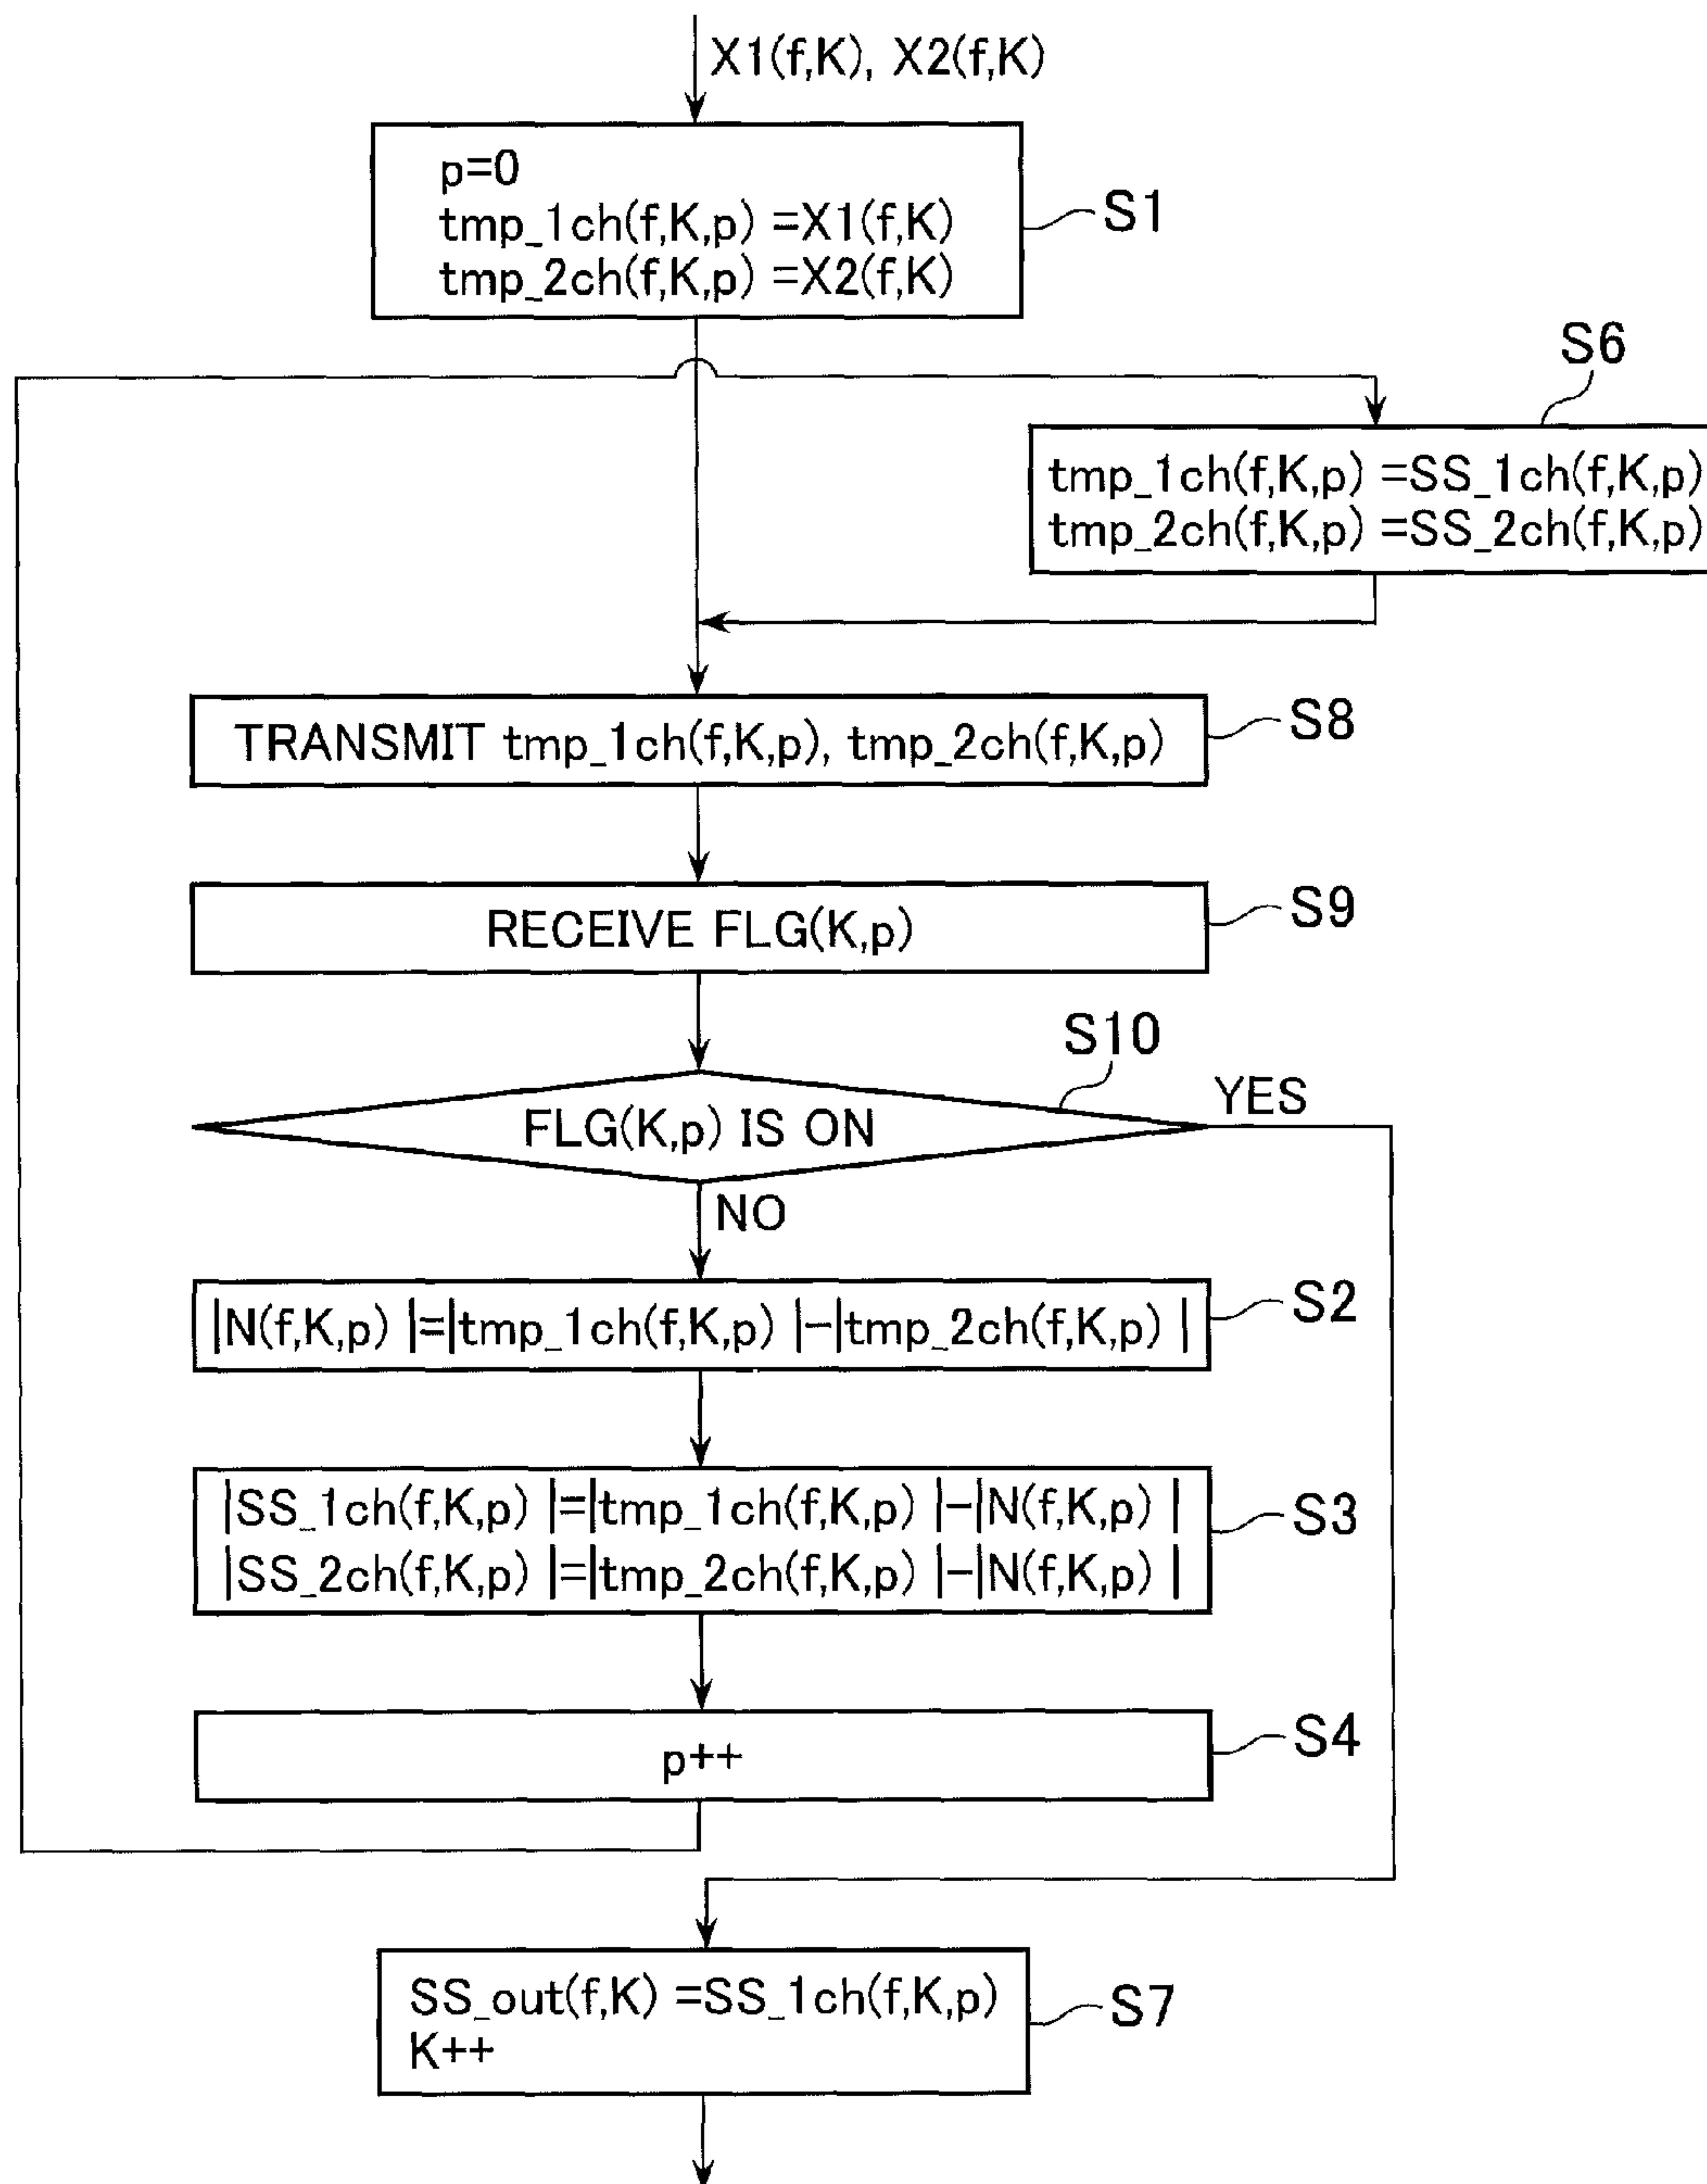 X1(f,K), X2(f,K)
p=0
tmp_1ch(f,K,p) =X1(f,K)
tmp_2ch(f,K,p) =X2(f,K)
S1
S6
tmp_1ch(f,K,p) =SS_1ch(f,K,p)
tmp_2ch(f,K,p) =SS_2ch(f,K,p)
TRANSMIT tmp_1ch(f,K,p), tmp_2ch(f,K,p)
S8
RECEIVE FLG(K,p)
S9
S10
FLG(K,p) IS ON
YES
NO
|N(f,K,p) |=|tmp_1ch(f,K,p) |-|tmp_2ch(f,K,p) |
S2
|SS_1ch(f,K,p) |=|tmp_1ch(f,K,p) |-|N(f,K,p) |
|SS_2ch(f,K,p) |=|tmp_2ch(f,K,p) |-|N(f,K,p) |
S3
p++
S4
SS_out(f,K) =SS_1ch(f,K,p)
K++
S7